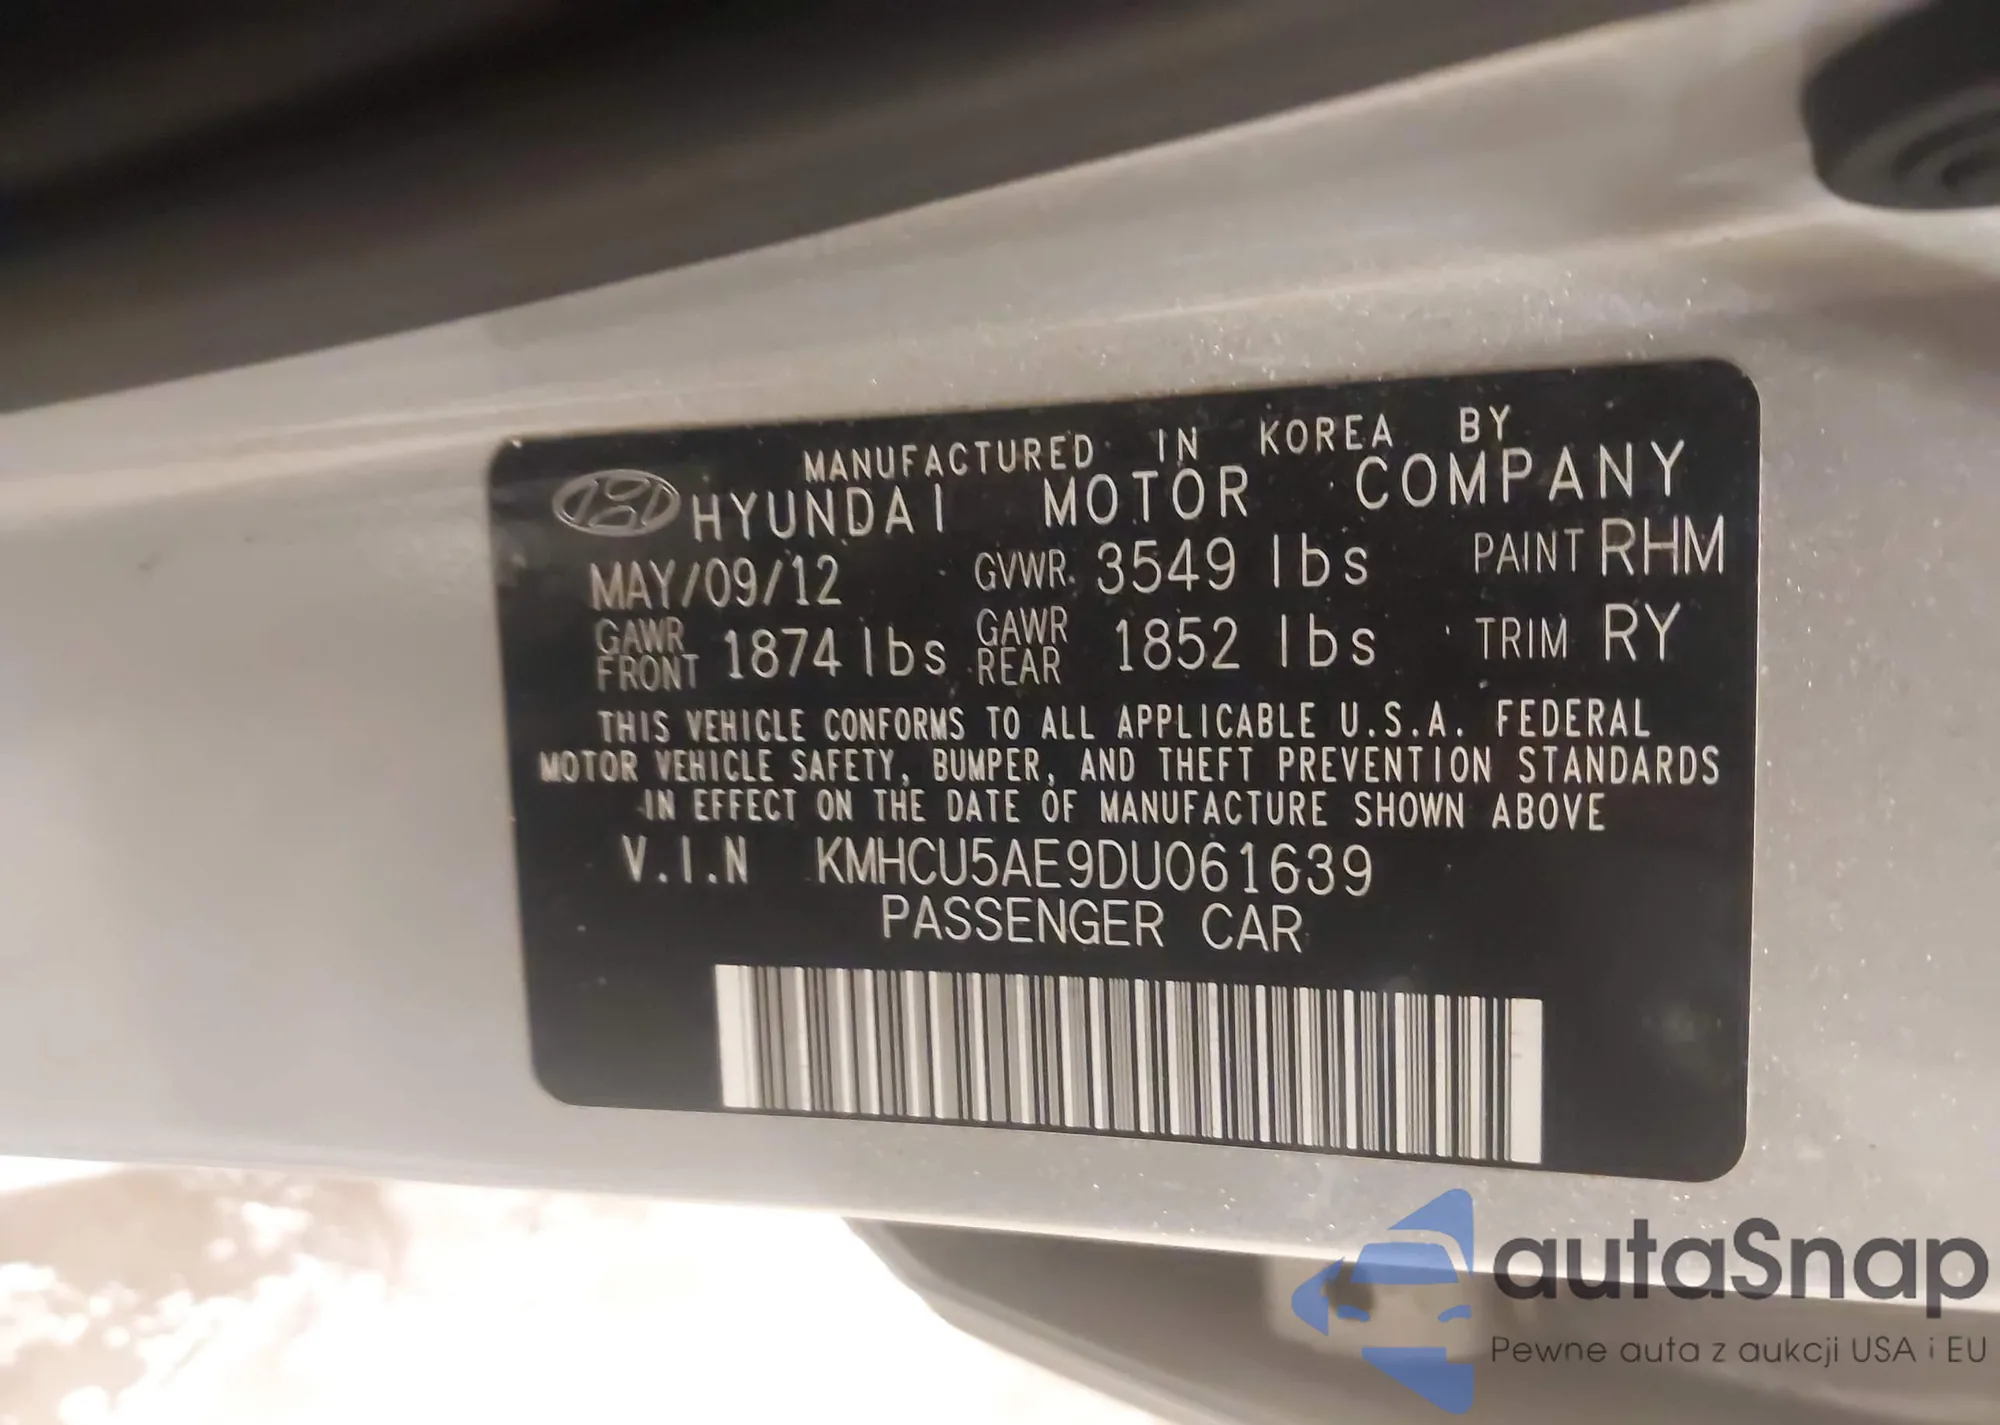 MANUFACTURED IN KOREA BY
HYUNDAI MOTOR COMPANY
MAY/09/12 GVWR 3549 lbs PAINT RHM
GAWR FRONT 1874 lbs GAWR REAR 1852 lbs TRIM RY
THIS VEHICLE CONFORMS TO ALL APPLICABLE U.S.A. FEDERAL
MOTOR VEHICLE SAFETY, BUMPER, AND THEFT PREVENTION STANDARDS
IN EFFECT ON THE DATE OF MANUFACTURE SHOWN ABOVE
V.I.N KMHCU5AE9DU061639
PASSENGER CAR
autaSnap
Pewne auta z aukcji USA i EU